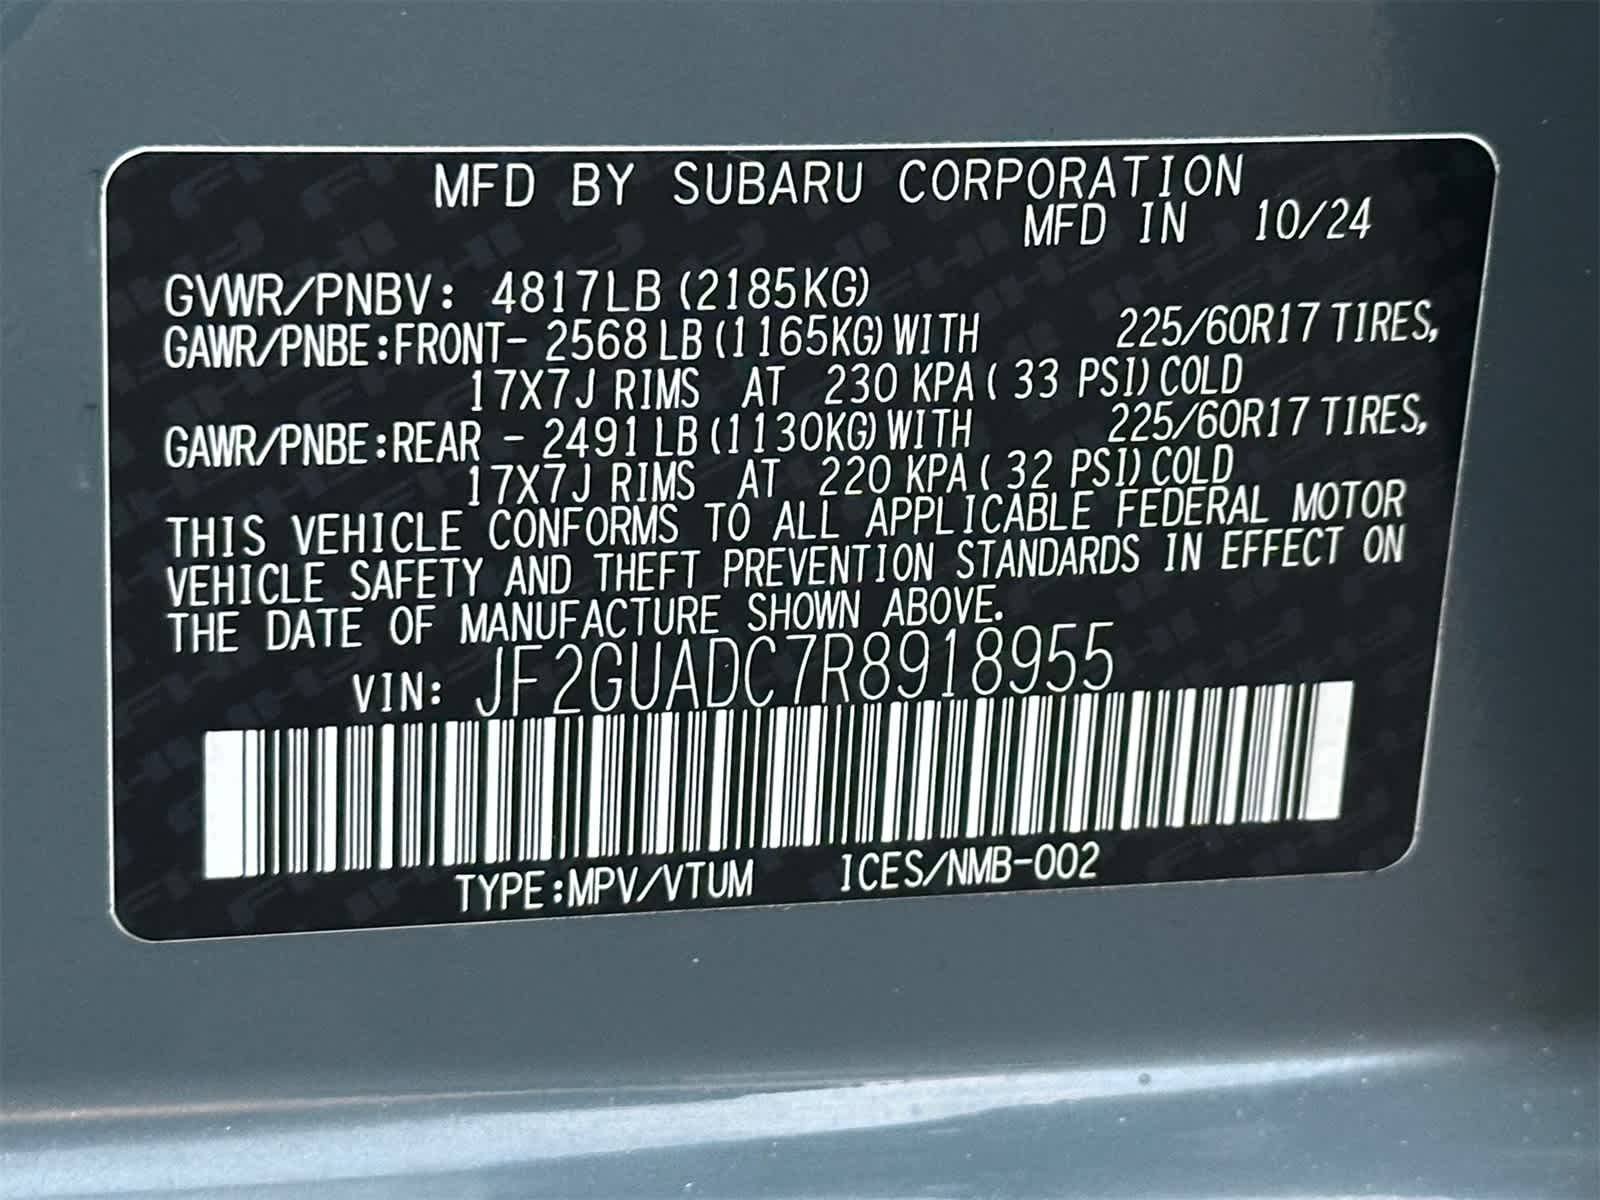 MFD BY SUBARU CORPORATION
MFD IN 10/24
GVWR/PNBV: 4817LB (2185KG)
GAWR/PNBE:FRONT- 2568 LB (1165KG) WITH 225/60R17 TIRES,
17X7J RIMS AT 230 KPA ( 33 PSI) COLD
GAWR/PNBE:REAR - 2491 LB (1130KG) WITH 225/60R17 TIRES,
17X7J RIMS AT 220 KPA ( 32 PSI) COLD
THIS VEHICLE CONFORMS TO ALL APPLICABLE FEDERAL MOTOR
VEHICLE SAFETY AND THEFT PREVENTION STANDARDS IN EFFECT ON
THE DATE OF MANUFACTURE SHOWN ABOVE.
VIN: JF2GUADC7R8918955
TYPE:MPV/VTUM ICES/NMB-002